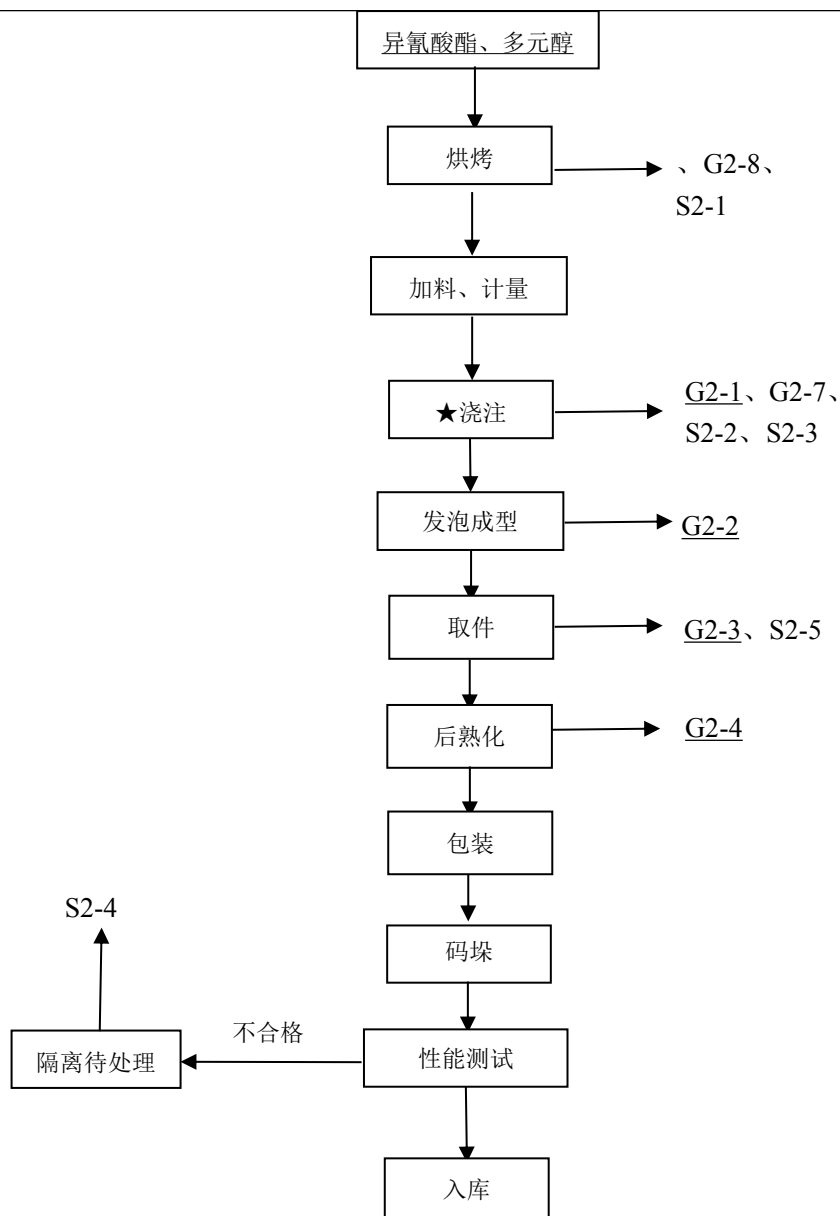 异氰酸酯、多元醇
烘烤
、G2-8、
S2-1
加料、计量
★浇注
G2-1、G2-7、
S2-2、S2-3
发泡成型
G2-2
取件
G2-3、S2-5
后熟化
G2-4
包装
S2-4
码垛
不合格
隔离待处理
性能测试
入库